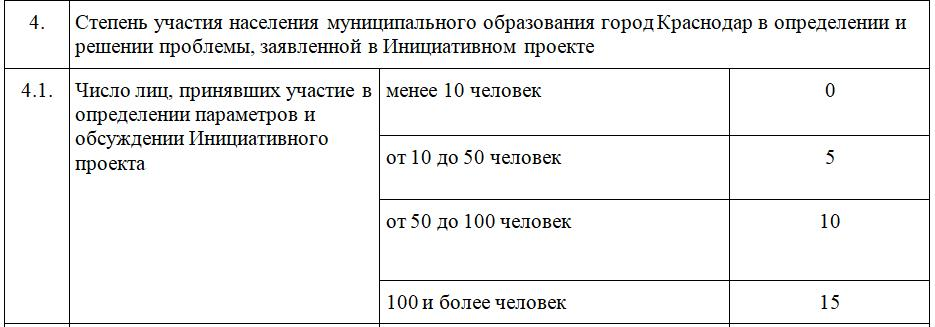 4.
Степень участия населения муниципального образования город Краснодар в определении и
решении проблемы, заявленной в Инициативном проекте
4.1.
Число лиц, принявших участие в
определении параметров и
обсуждении Инициативного
проекта
менее 10 человек
0
от 10 до 50 человек
5
от 50 до 100 человек
10
100 и более человек
15